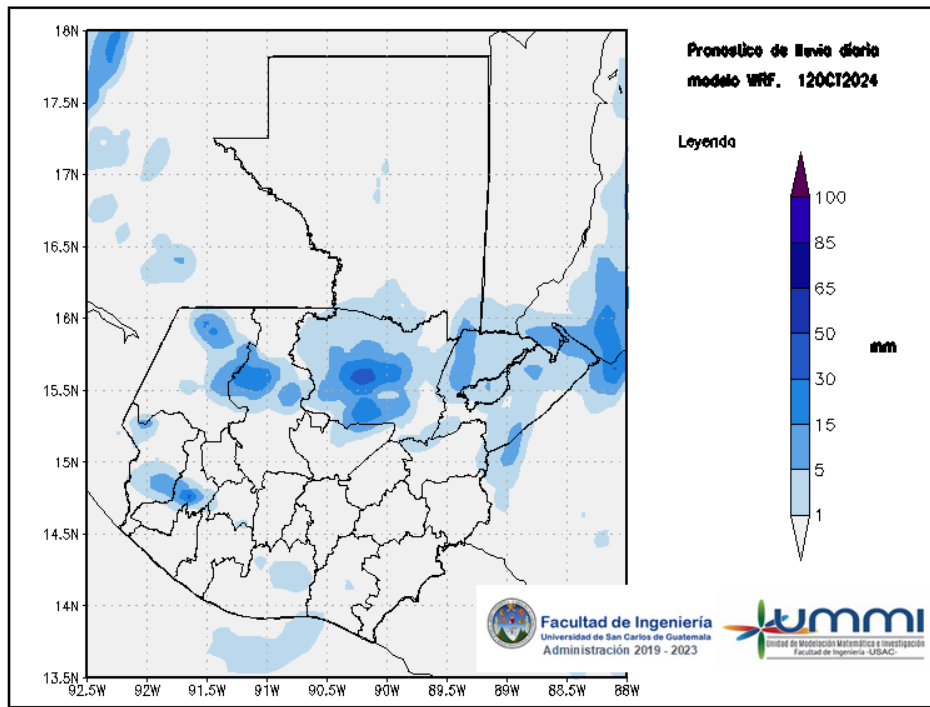 Pronostico de lluvia diaria
modelo WRF. 12OCT2024
Leyenda
100
85
65
50
30
15
5
1
mm
18N
17.5N
17N
16.5N
16N
15.5N
15N
14.5N
14N
13.5N
92.5W 92W 91.5W 91W 90.5W 90W 89.5W 89W 88.5W 88W
Facultad de Ingeniería
Universidad de San Carlos de Guatemala
Administración 2019 - 2023
UMMI
Unidad de Modelación Matemática e Investigación
Facultad de Ingeniería -USAC-